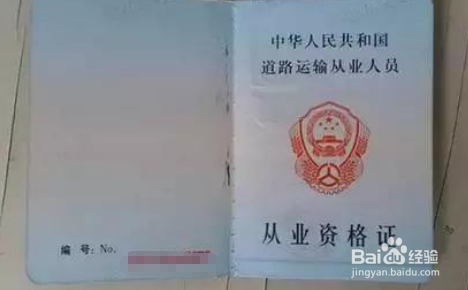 编 号:No.
中华人民共和国
道路运输从业人员
从业资格证
Baidu 经验
jingyan.baidu.com